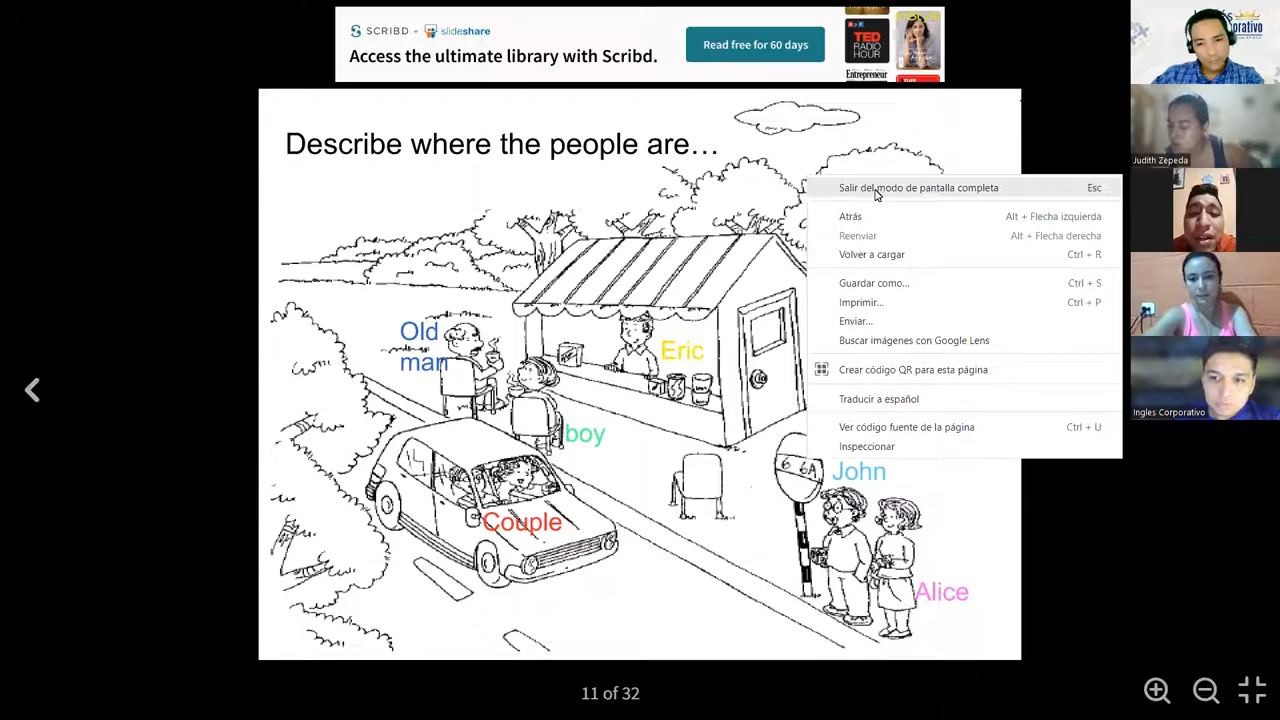 SCRIBD + slideshare
Access the ultimate library with Scribd.
Read free for 60 days
TED
RADIO
HOUR
InStyle
Entrepreneur
orativo
Describe where the people are…
Judith Zepeda
Salir del modo de pantalla completa Esc
Atrás Alt + Flecha izquierda
Reenviar Alt + Flecha derecha
Volver a cargar Ctrl + R
Guardar como... Ctrl + S
Imprimir... Ctrl + P
Enviar...
Buscar imágenes con Google Lens
Crear código QR para esta página
Traducir a español
Ver código fuente de la página Ctrl + U
Inspeccionar
Ingles Corporativo
Old
man
Eric
boy
6 6A
John
Couple
Alice
11 of 32